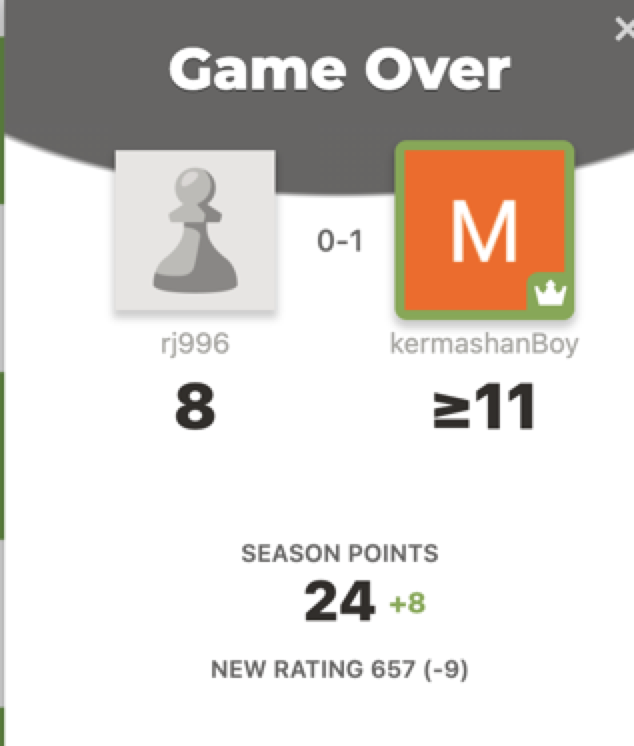 ×
Game Over
M
0-1
rj996 kermashanBoy
8 ≥11
SEASON POINTS
24 +8
NEW RATING 657 (-9)